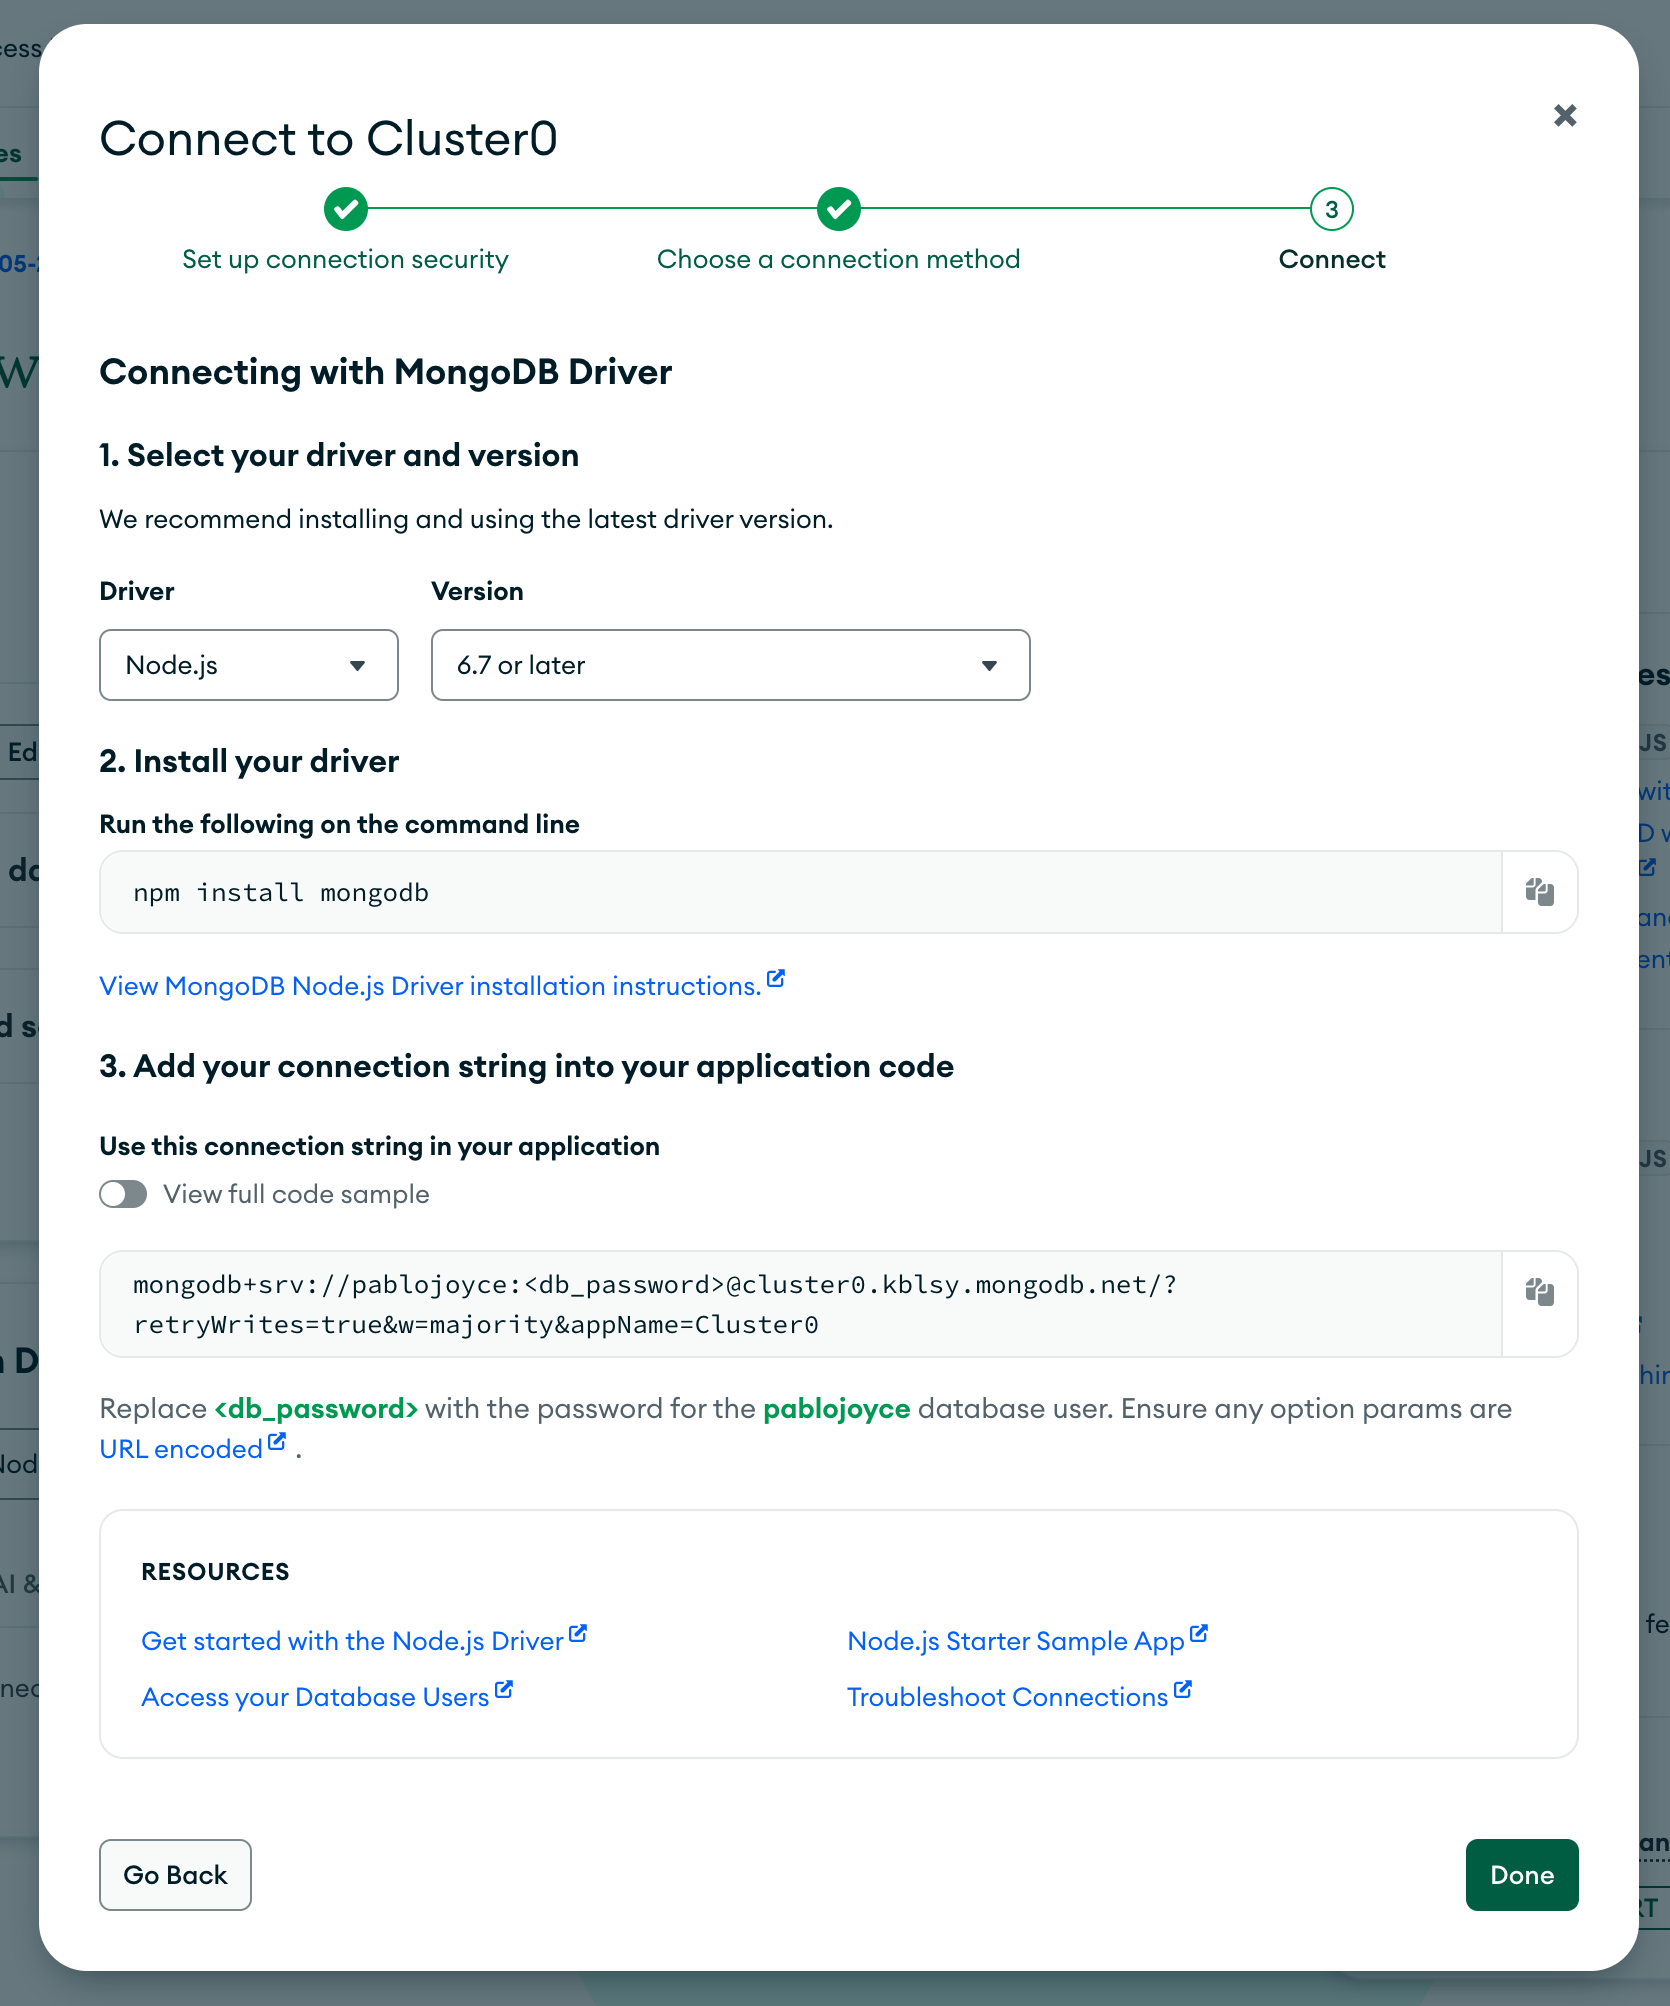 Connect to Cluster0
3
Set up connection security
Choose a connection method
Connect
Connecting with MongoDB Driver
1. Select your driver and version
We recommend installing and using the latest driver version.
Driver
Version
Node.js
6.7 or later
2. Install your driver
Run the following on the command line
npm install mongodb
View MongoDB Node.js Driver installation instructions.
3. Add your connection string into your application code
Use this connection string in your application
View full code sample
mongodb+srv://pablojoyce:<db_password>@cluster0.kblsy.mongodb.net/?
retryWrites=true&w=majority&appName=Cluster0
Replace <db_password> with the password for the pablojoyce database user. Ensure any option params are
URL encoded .
RESOURCES
Get started with the Node.js Driver
Node.js Starter Sample App
Access your Database Users
Troubleshoot Connections
Go Back
Done